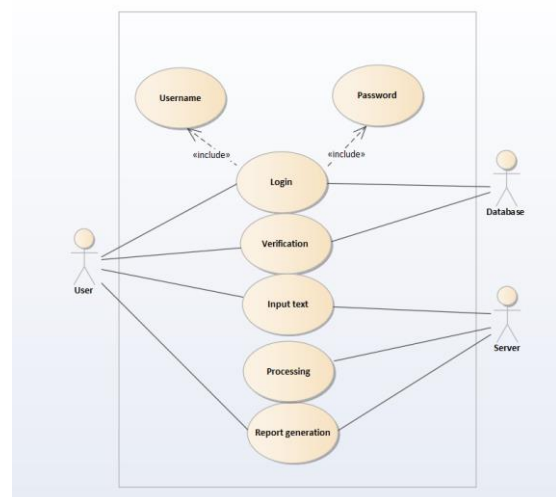 Username
Password
«include»
«include»
Login
Database
Verification
User
Input text
Server
Processing
Report generation